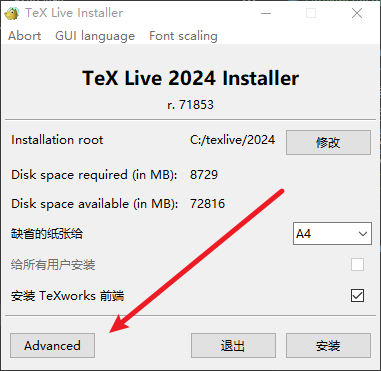 TeX Live Installer
Abort GUI language Font scaling
TeX Live 2024 Installer
r. 71853
Installation root C:/texlive/2024 修改
Disk space required (in MB): 8729
Disk space available (in MB): 72816
缺省的纸张给 A4
给所有用户安装
安装 TeXworks 前端
Advanced 退出 安装